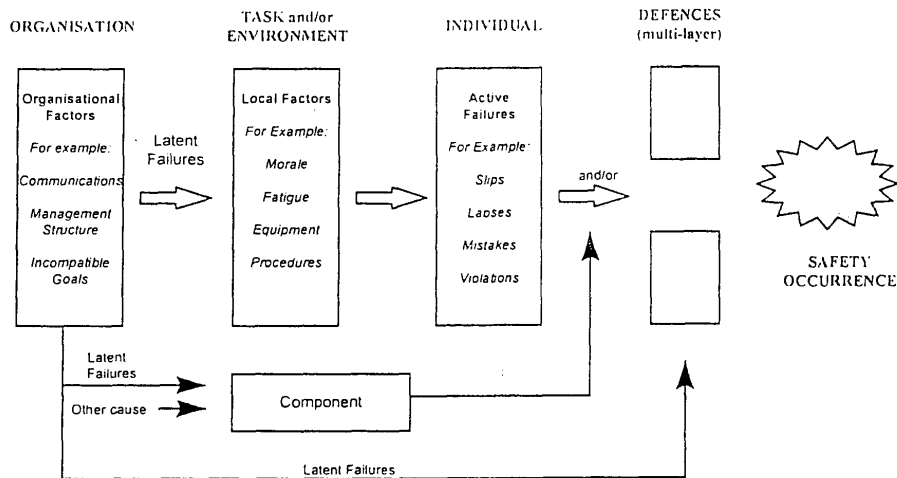 ORGANISATION
TASK and/or
ENVIRONMENT
INDIVIDUAL
DEFENCES
(multi-layer)
Organisational
Factors
For example:
Communications
Management
Structure
Incompatible
Goals
Latent
Failures
Local Factors
For Example:
Morale
Fatigue
Equipment
Procedures
Active
Failures
For Example:
Slips
Lapses
Mistakes
Violations
and/or
SAFETY
OCCURRENCE
Latent
Failures
Other cause
Component
Latent Failures